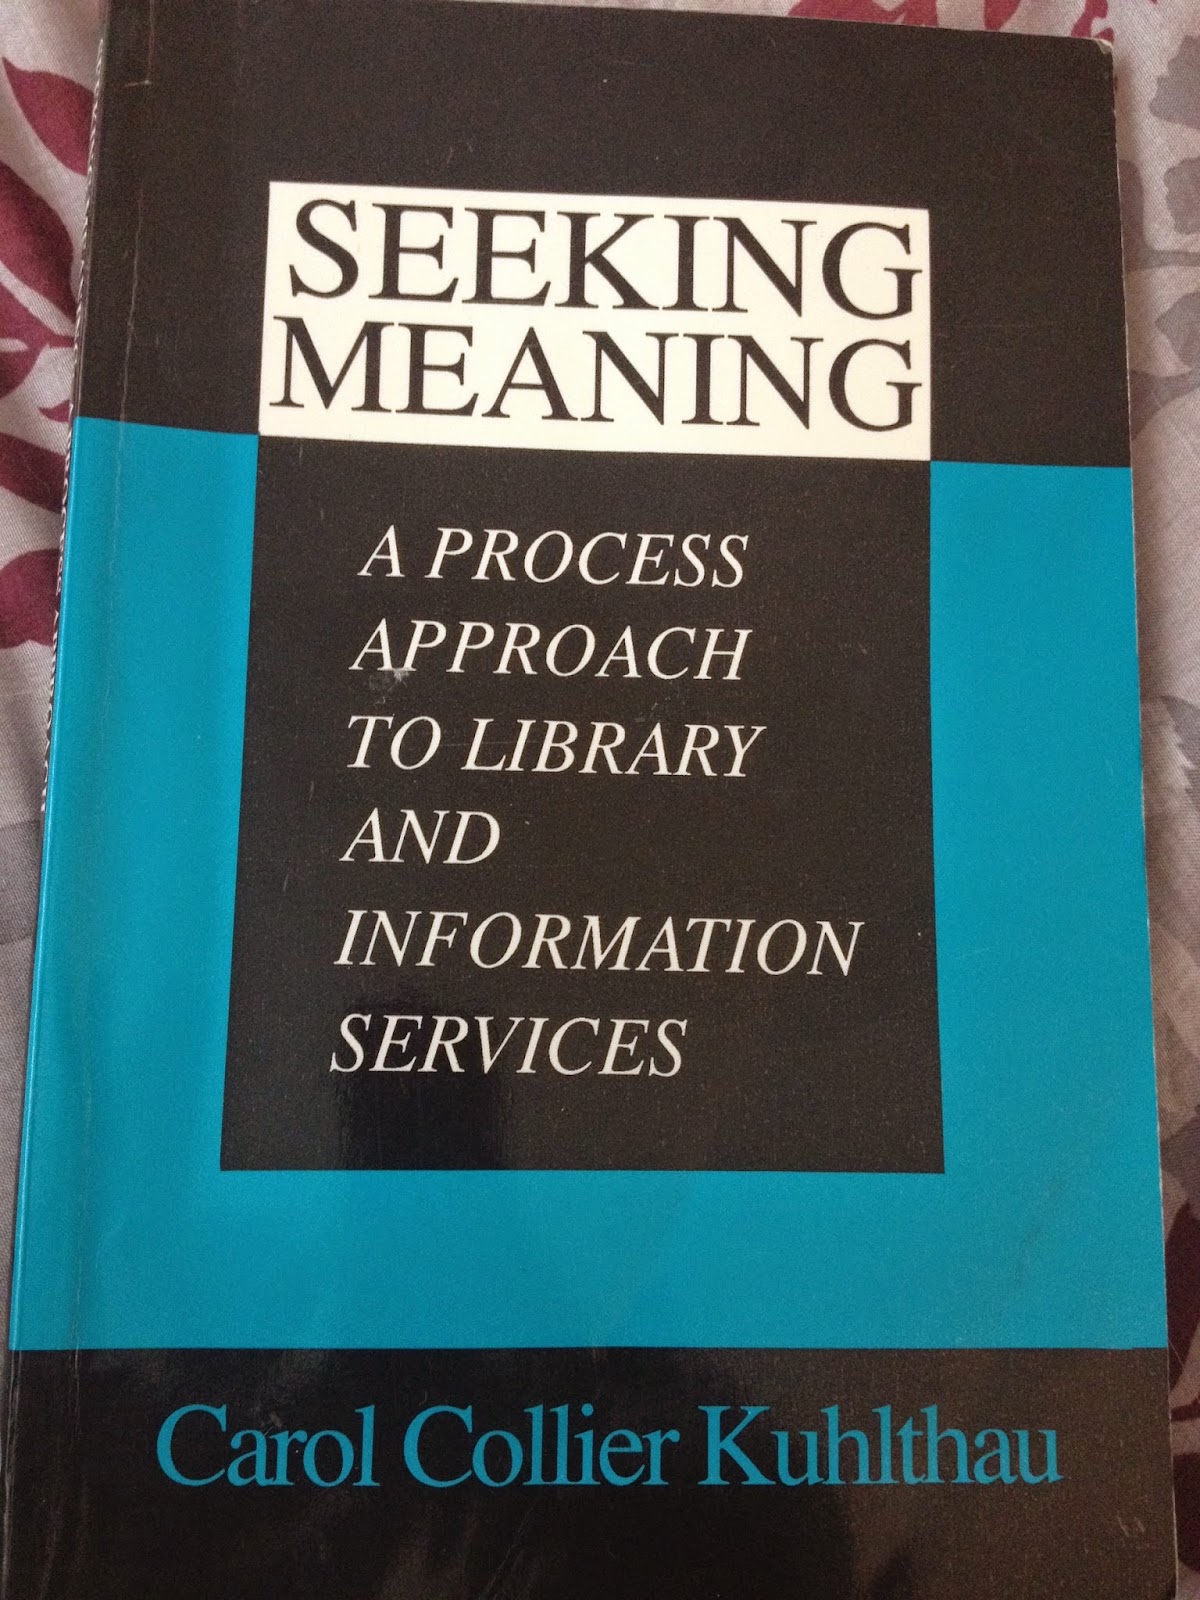 SEEKING
MEANING
A PROCESS
APPROACH
TO LIBRARY
AND
INFORMATION
SERVICES
Carol Collier Kuhlthau